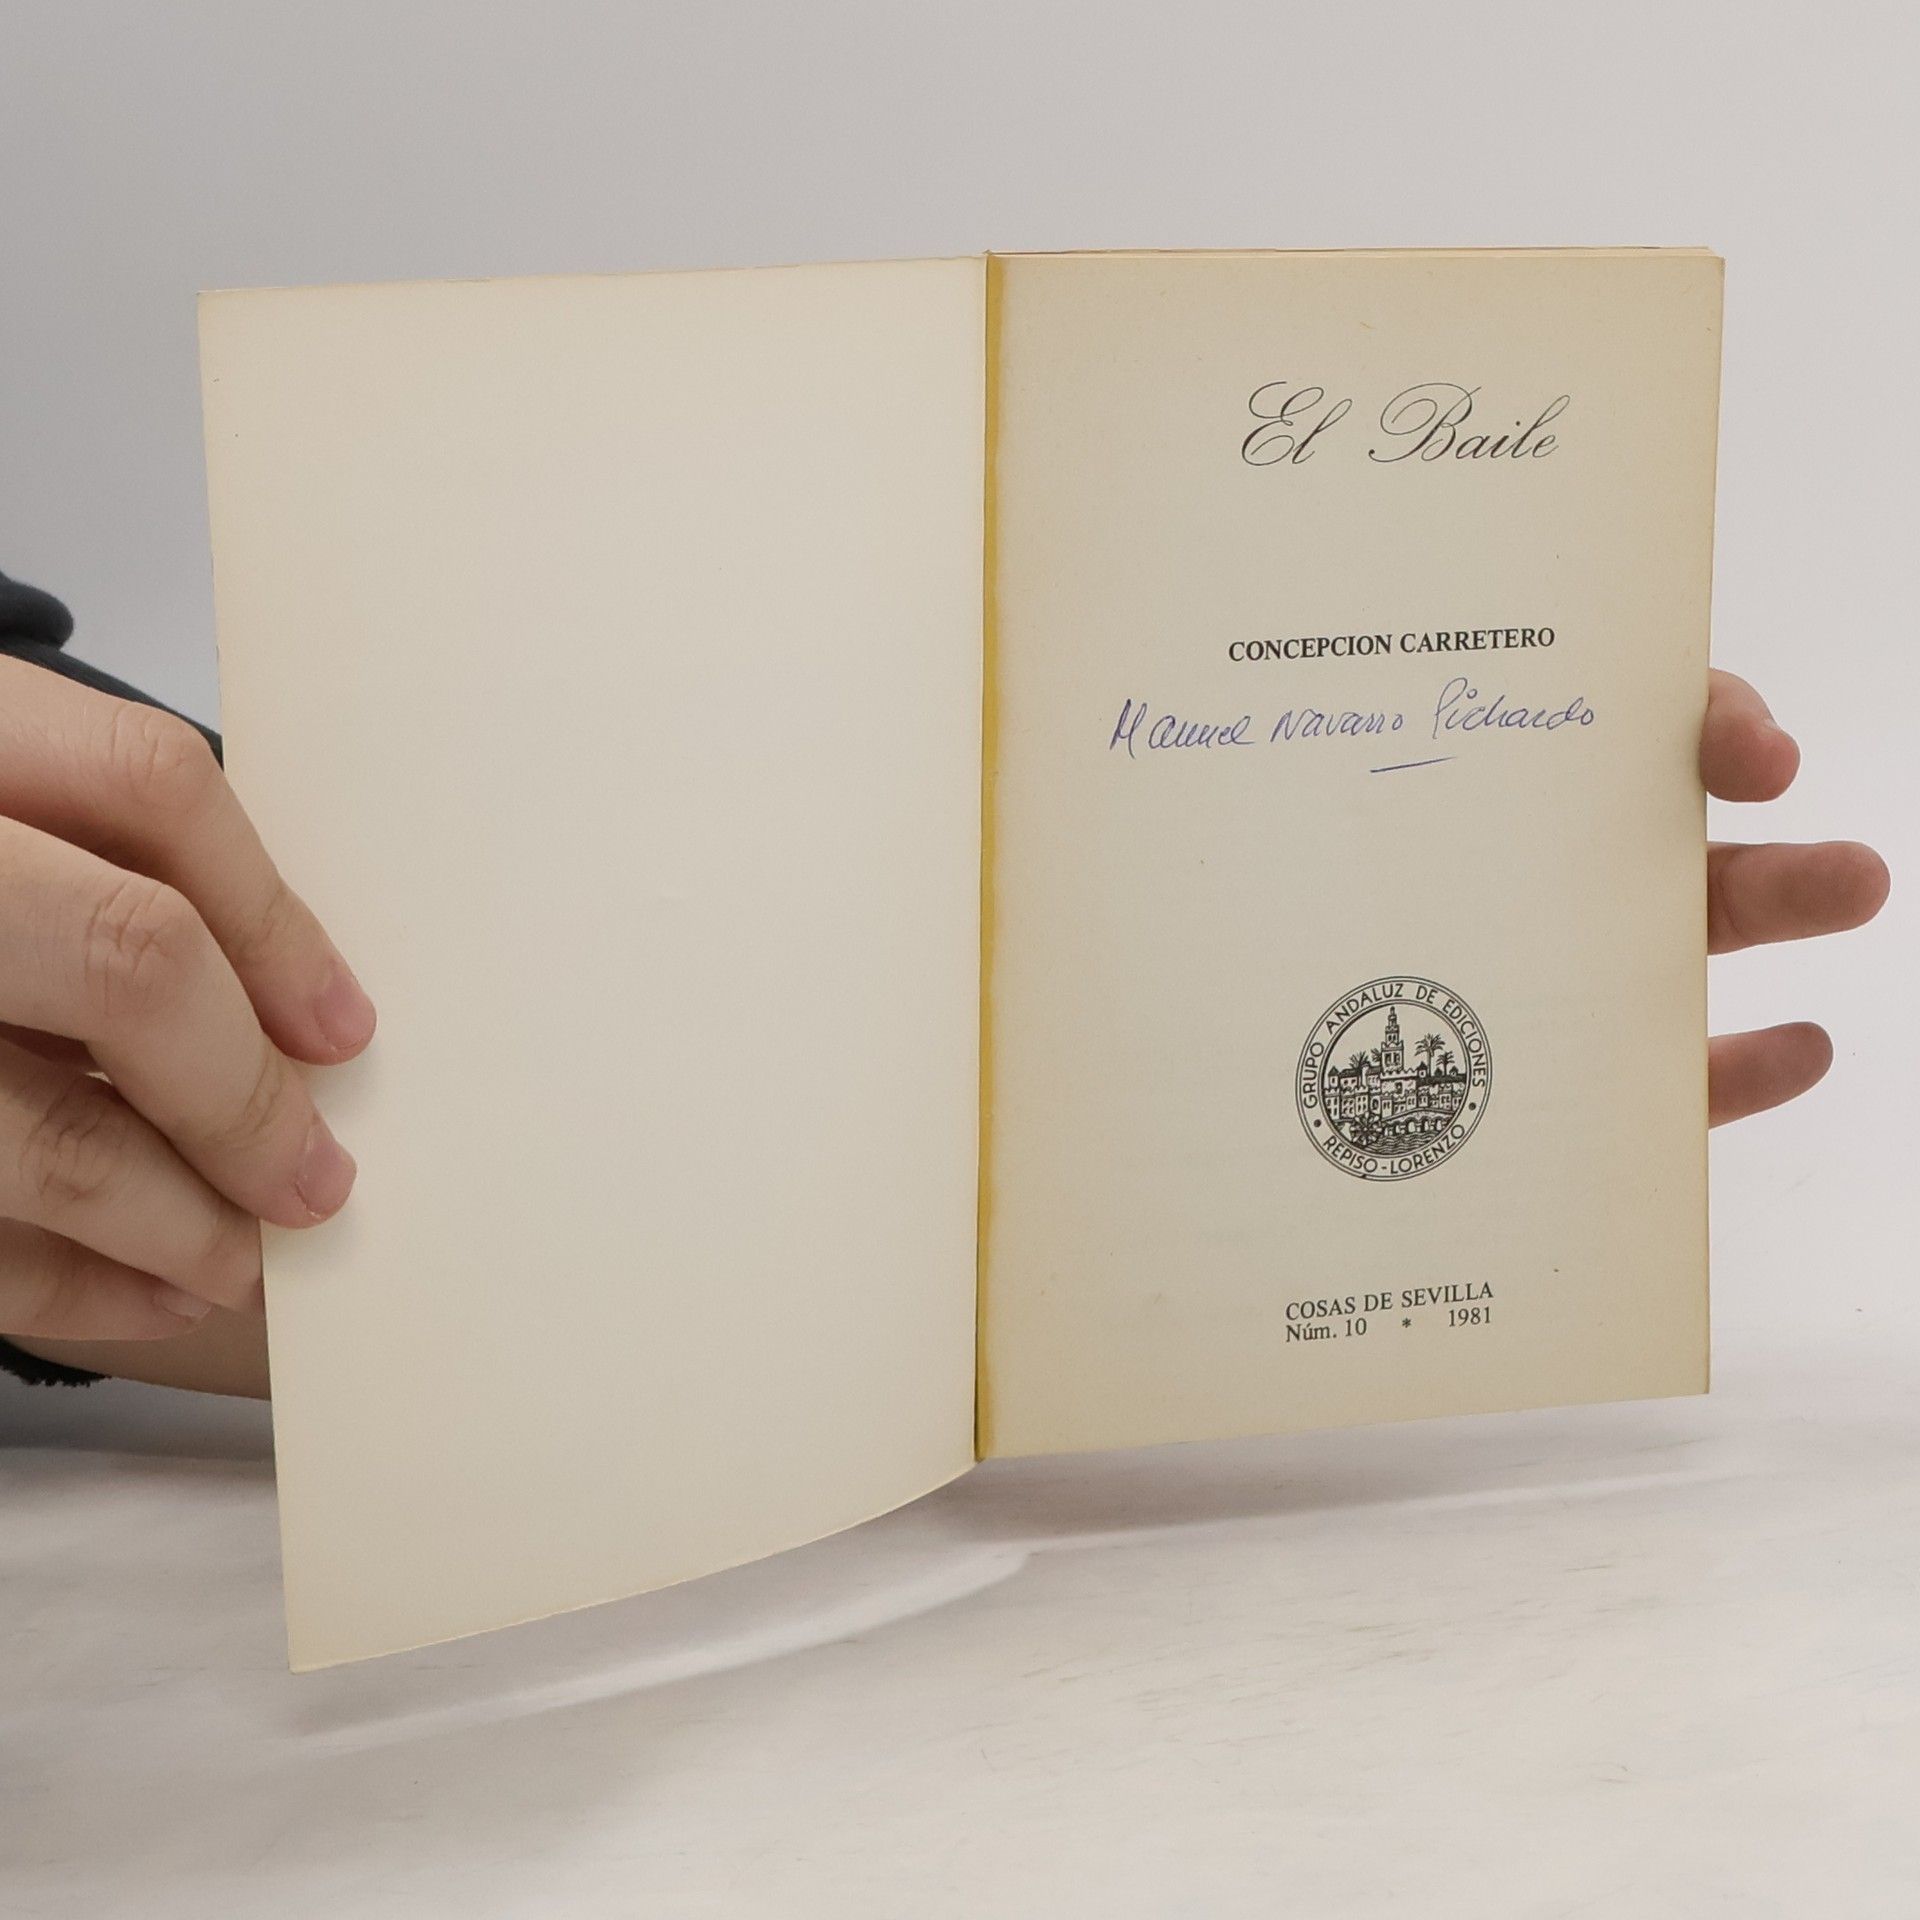 El Baile
CONCEPCION CARRETERO
Manuel Navarro Pichardo
GRUPO ANDALUZ DE EDICIONES
• REPISO-LORENZO •
COSAS DE SEVILLA
Núm. 10 * 1981